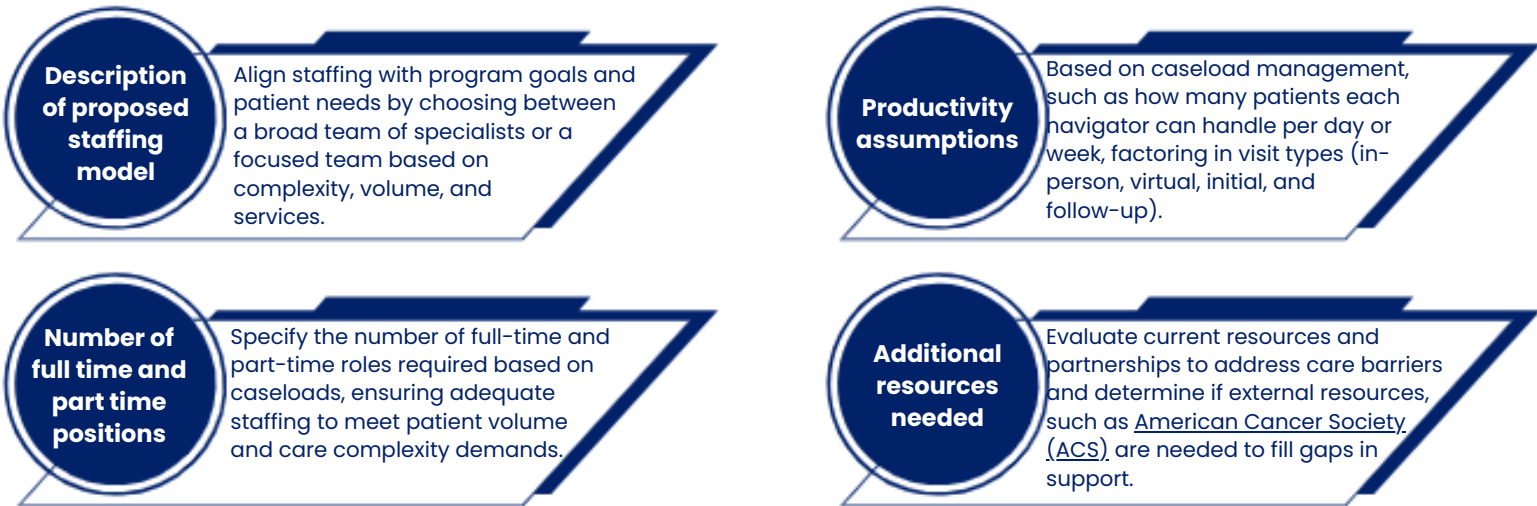 Description
of proposed
staffing
model
Align staffing with program goals and
patient needs by choosing between
a broad team of specialists or a
focused team based on
complexity, volume, and
services.
Productivity
assumptions
Based on caseload management,
such as how many patients each
navigator can handle per day or
week, factoring in visit types (in-
person, virtual, initial, and
follow-up).
Number of
full time and
part time
positions
Specify the number of full-time and
part-time roles required based on
caseloads, ensuring adequate
staffing to meet patient volume
and care complexity demands.
Additional
resources
needed
Evaluate current resources and
partnerships to address care barriers
and determine if external resources,
such as American Cancer Society
(ACS) are needed to fill gaps in
support.